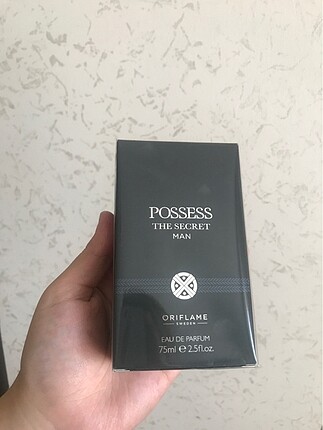 POSSESS
THE SECRET
MAN
ORIFLAME
SWEDEN
EAU DE PARFUM
75ml ℮ 2.5fl.oz.